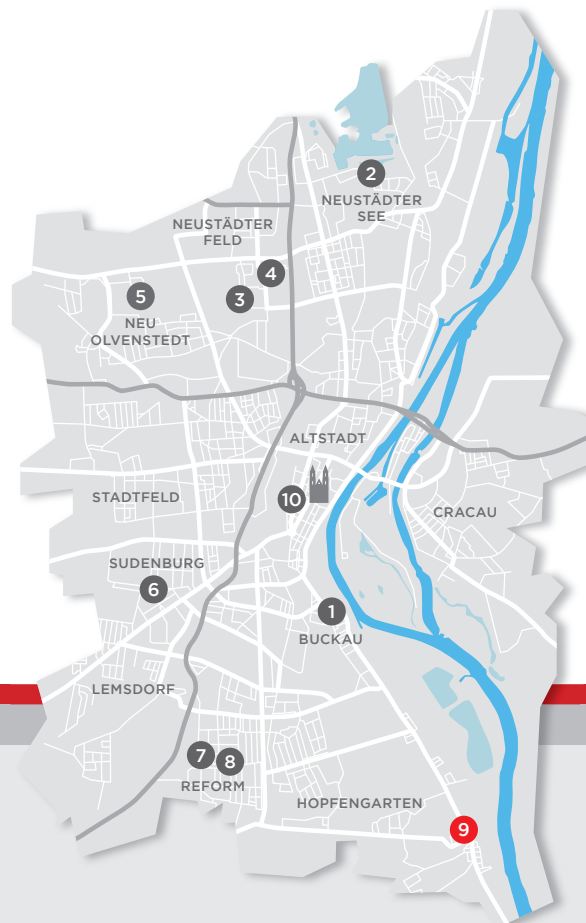 2
NEUSTÄDTER
SEE
NEUSTÄDTER
FELD
4
3
5
NEU
OLVENSTEDT
ALTSTADT
10
STADTFELD
CRACAU
SUDENBURG
6
1
BUCKAU
LEMSDORF
7
8
REFORM
HOPFENGARTEN
9